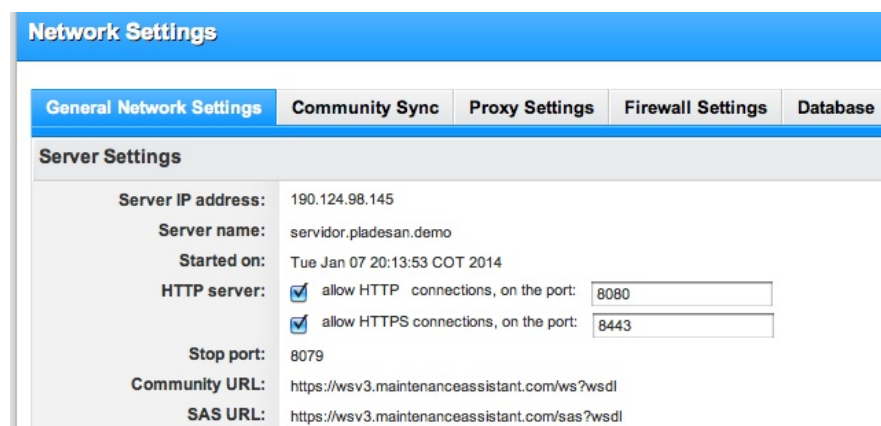 Network Settings
General Network Settings Community Sync Proxy Settings Firewall Settings Database
Server Settings
Server IP address: 190.124.98.145
Server name: servidor.pladesan.demo
Started on: Tue Jan 07 20:13:53 COT 2014
HTTP server: allow HTTP connections, on the port: 8080
allow HTTPS connections, on the port: 8443
Stop port: 8079
Community URL: https://wsv3.maintenanceassistant.com/ws?wsdl
SAS URL: https://wsv3.maintenanceassistant.com/sas?wsdl